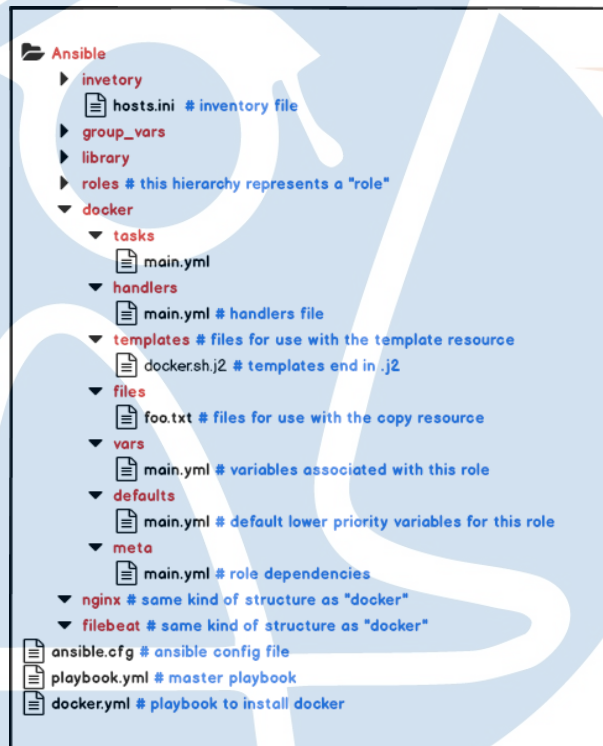 Ansible
invetory
hosts.ini # inventory file
group_vars
library
roles # this hierarchy represents a "role"
docker
tasks
main.yml
handlers
main.yml # handlers file
templates # files for use with the template resource
docker.sh.j2 # templates end in .j2
files
foo.txt # files for use with the copy resource
vars
main.yml # variables associated with this role
defaults
main.yml # default lower priority variables for this role
meta
main.yml # role dependencies
nginx # same kind of structure as "docker"
filebeat # same kind of structure as "docker"
ansible.cfg # ansible config file
playbook.yml # master playbook
docker.yml # playbook to install docker